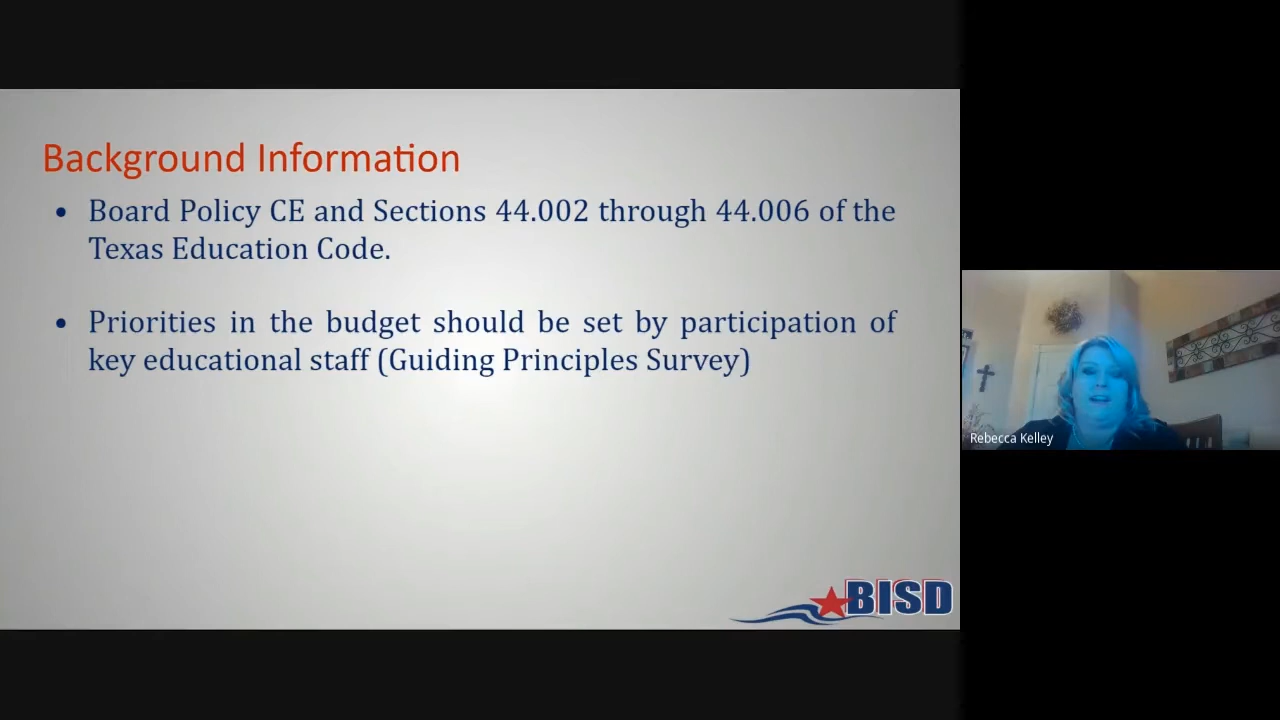 Background Information
• Board Policy CE and Sections 44.002 through 44.006 of the
Texas Education Code.
• Priorities in the budget should be set by participation of
key educational staff (Guiding Principles Survey)
BISD
Rebecca Kelley